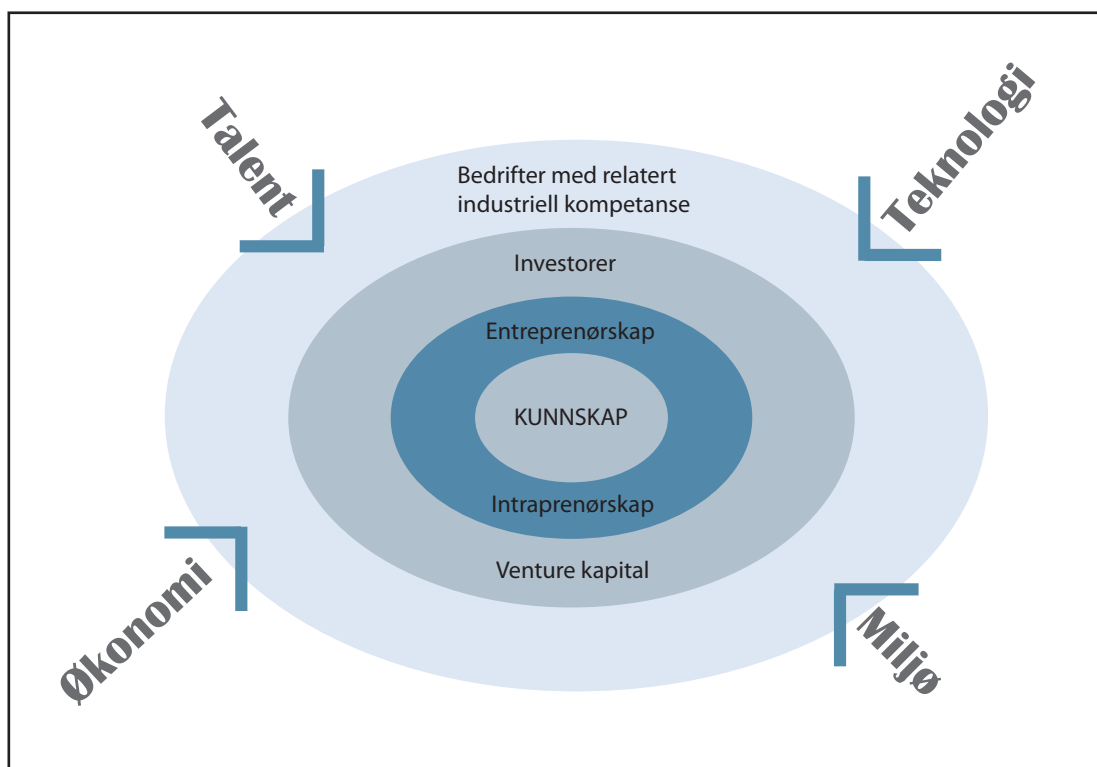 Talent
Teknologi
Bedrifter med relatert
industriell kompetanse
Investorer
Entreprenørskap
KUNNSKAP
Intraprenørskap
Venture kapital
Økonomi
Miljø